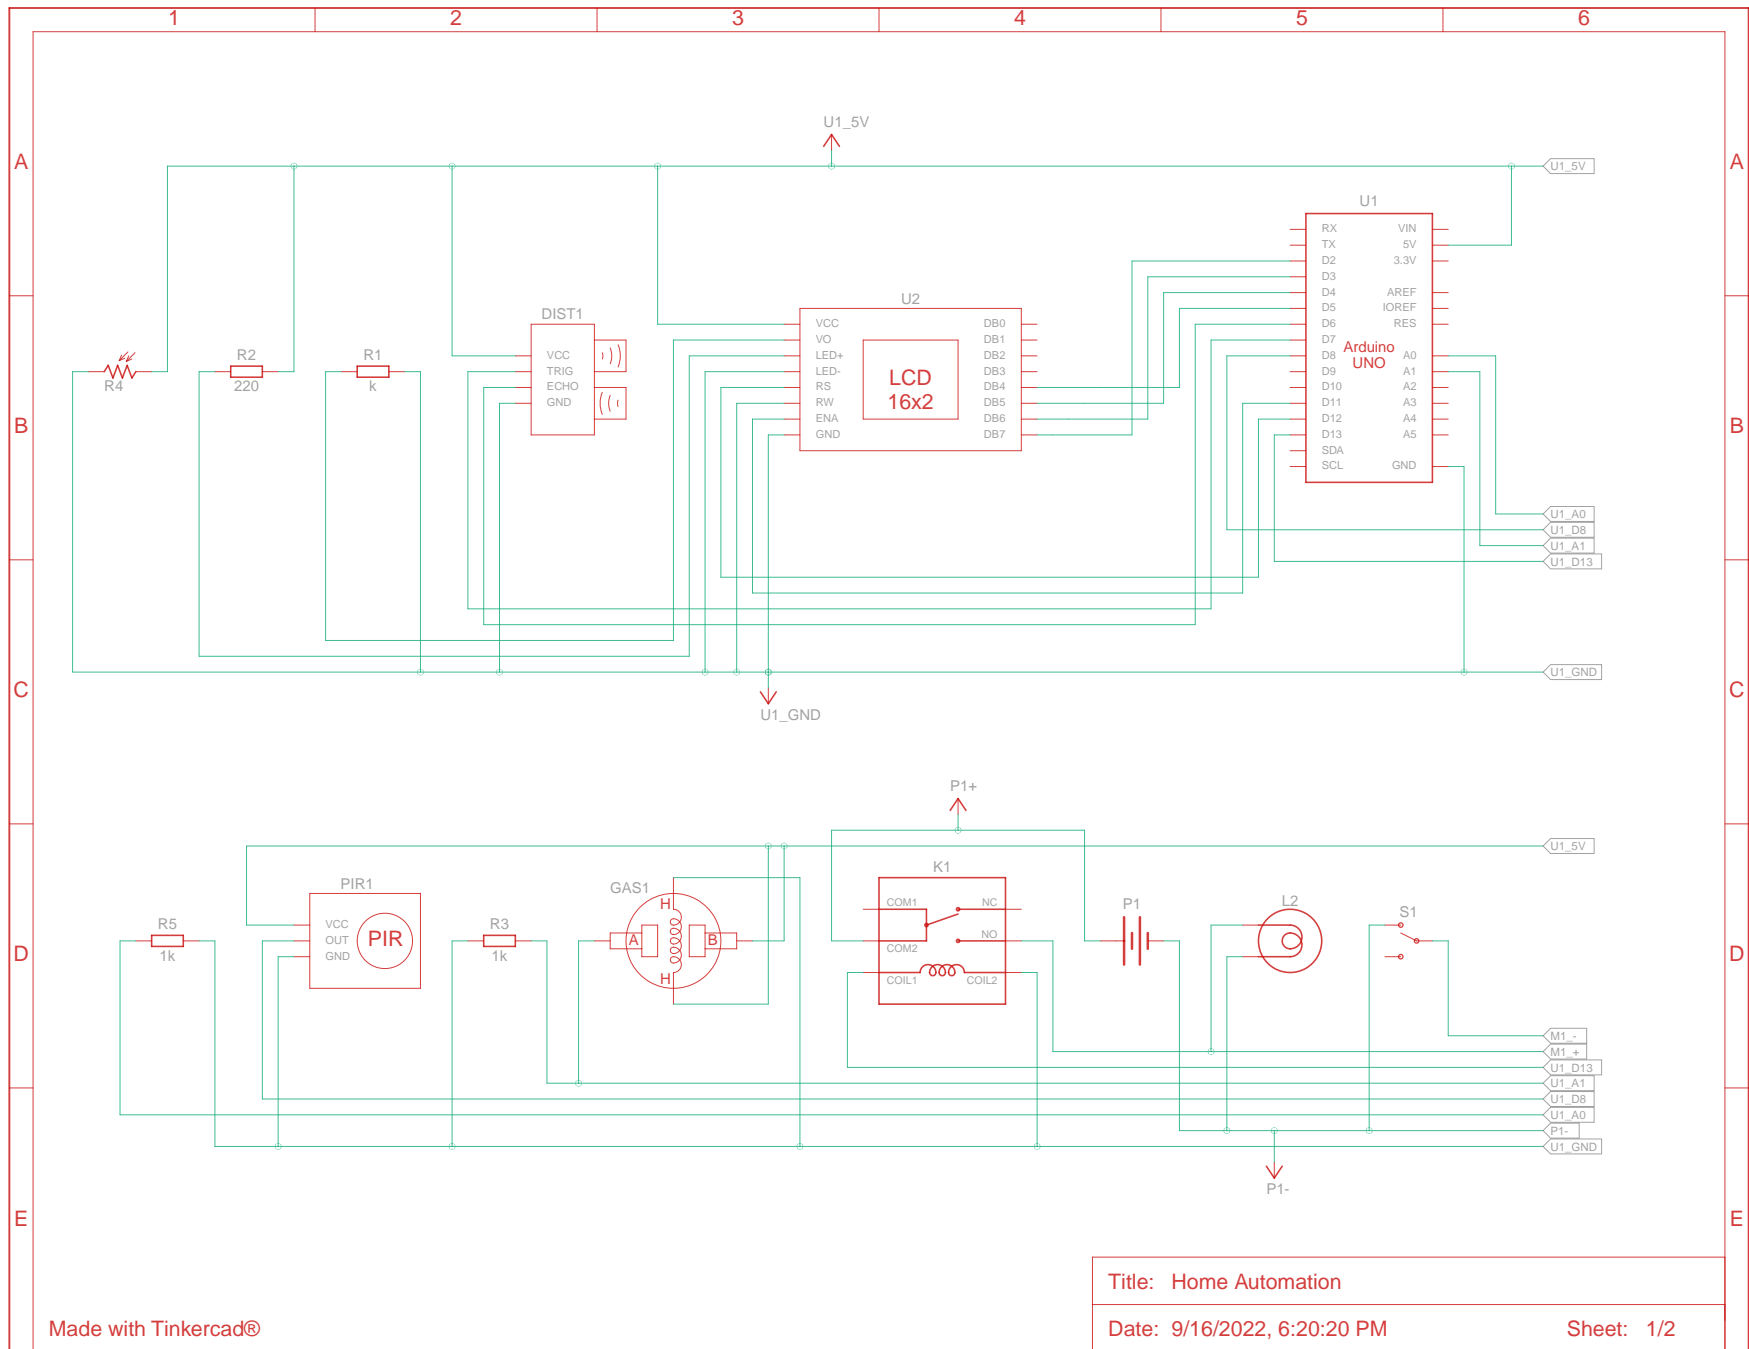 1 2 3 4 5 6
A A
B B
C C
D D
E E
U1_5V
U1_5V
U1
RX VIN
TX 5V
D2 3.3V
D3
D4 AREF
D5 IOREF
D6 RES
D7
D8 A0
D9 A1
D10 A2
D11 A3
D12 A4
D13 A5
SDA
SCL GND
Arduino
UNO
U2
VCC DB0
VO DB1
LED+ DB2
LED- DB3
RS DB4
RW DB5
ENA DB6
GND DB7
LCD
16x2
DIST1
VCC
TRIG
ECHO
GND
R4
R2
220
R1
k
U1_A0
U1_D8
U1_A1
U1_D13
U1_GND
U1_GND
P1+
U1_5V
PIR1
VCC
OUT
GND
PIR
R5
1k
R3
1k
GAS1
H
A B
H
K1
COM1 NC
NO
COM2
COIL1 COIL2
P1
L2
S1
M1_-
M1_+
U1_D13
U1_A1
U1_D8
U1_A0
P1-
U1_GND
P1-
Title: Home Automation
Date: 9/16/2022, 6:20:20 PM Sheet: 1/2
Made with Tinkercad®